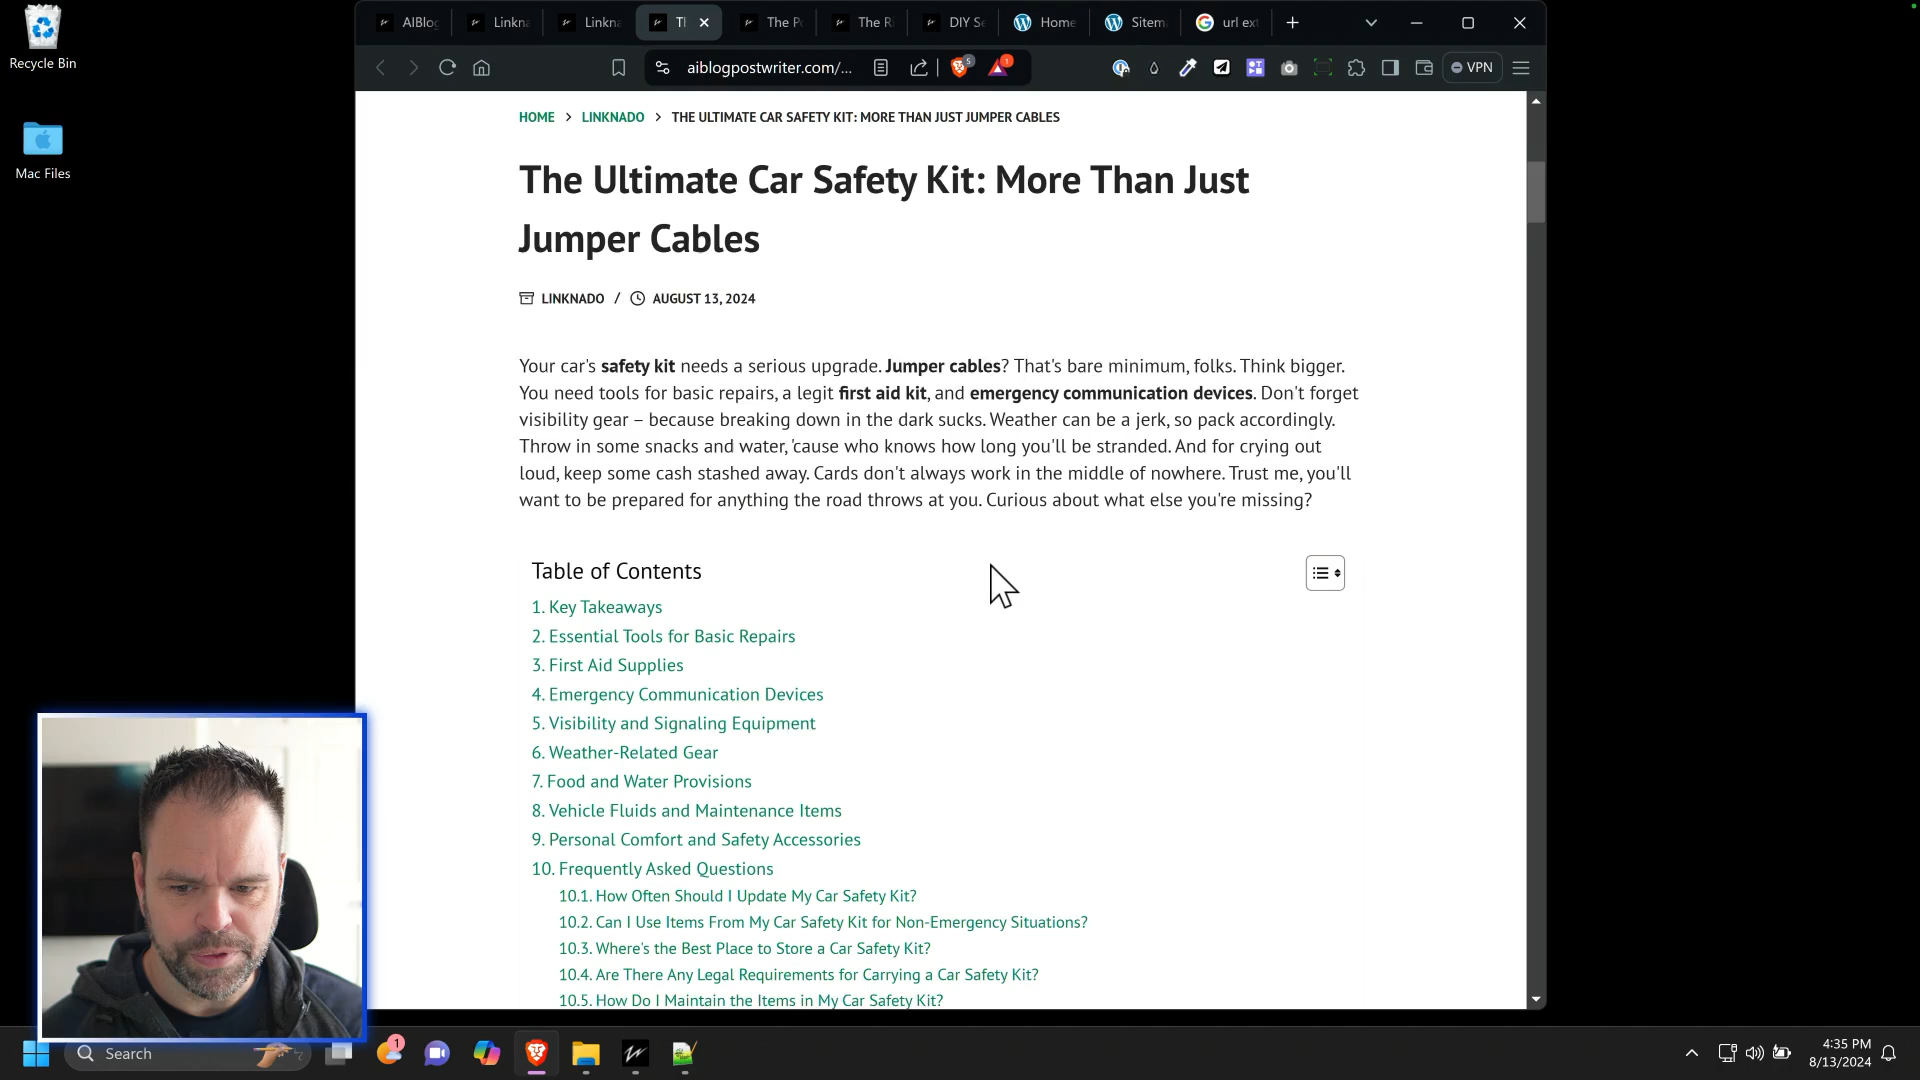 Recycle Bin
Mac Files
AIBlog
Linkna
Linkna
Th
The Po
The Ri
DIY Se
Home
Sitem
url ex
aiblogpostwriter.com/...
5
1
VPN
HOME > LINKNADO > THE ULTIMATE CAR SAFETY KIT: MORE THAN JUST JUMPER CABLES
The Ultimate Car Safety Kit: More Than Just
Jumper Cables
LINKNADO / AUGUST 13, 2024
Your car's safety kit needs a serious upgrade. Jumper cables? That's bare minimum, folks. Think bigger.
You need tools for basic repairs, a legit first aid kit, and emergency communication devices. Don't forget
visibility gear – because breaking down in the dark sucks. Weather can be a jerk, so pack accordingly.
Throw in some snacks and water, 'cause who knows how long you'll be stranded. And for crying out
loud, keep some cash stashed away. Cards don't always work in the middle of nowhere. Trust me, you'll
want to be prepared for anything the road throws at you. Curious about what else you're missing?
Table of Contents
1. Key Takeaways
2. Essential Tools for Basic Repairs
3. First Aid Supplies
4. Emergency Communication Devices
5. Visibility and Signaling Equipment
6. Weather-Related Gear
7. Food and Water Provisions
8. Vehicle Fluids and Maintenance Items
9. Personal Comfort and Safety Accessories
10. Frequently Asked Questions
10.1. How Often Should I Update My Car Safety Kit?
10.2. Can I Use Items From My Car Safety Kit for Non-Emergency Situations?
10.3. Where's the Best Place to Store a Car Safety Kit?
10.4. Are There Any Legal Requirements for Carrying a Car Safety Kit?
10.5. How Do I Maintain the Items in My Car Safety Kit?
Search
1
4:35 PM
8/13/2024